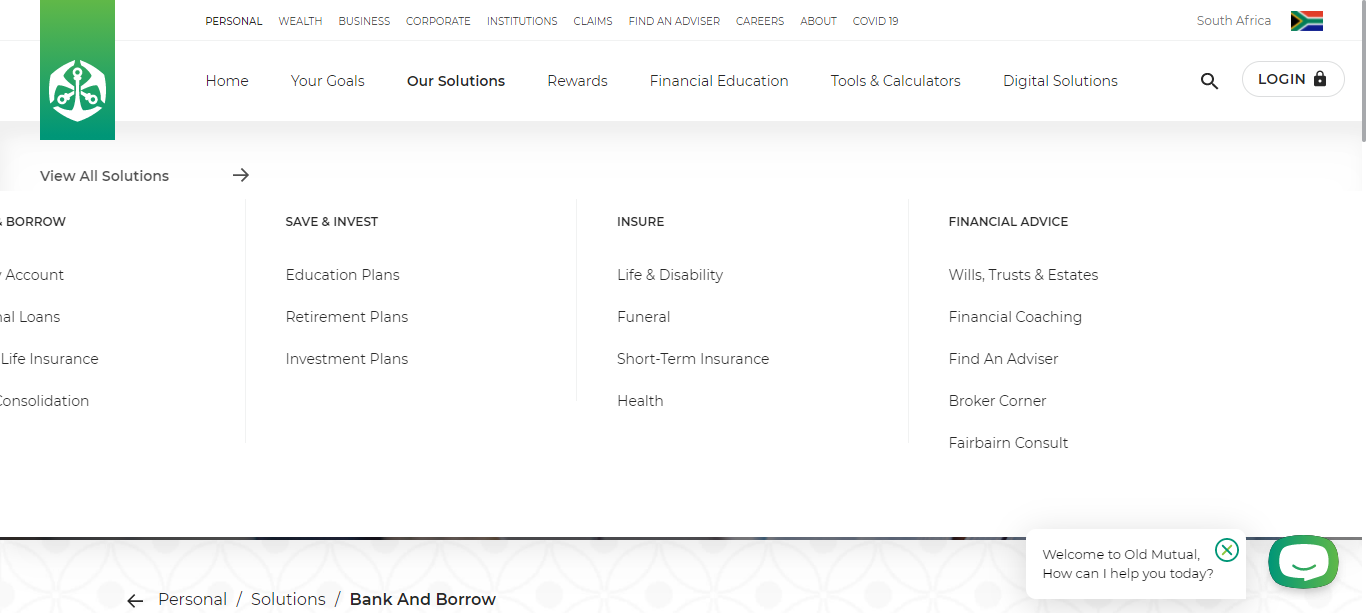 PERSONAL WEALTH BUSINESS CORPORATE INSTITUTIONS CLAIMS FIND AN ADVISER CAREERS ABOUT COVID 19 South Africa
Home Your Goals Our Solutions Rewards Financial Education Tools & Calculators Digital Solutions LOGIN
View All Solutions
& BORROW
Account
Loans
Life Insurance
Consolidation
SAVE & INVEST
Education Plans
Retirement Plans
Investment Plans
INSURE
Life & Disability
Funeral
Short-Term Insurance
Health
FINANCIAL ADVICE
Wills, Trusts & Estates
Financial Coaching
Find An Adviser
Broker Corner
Fairbairn Consult
Welcome to Old Mutual,
How can I help you today?
Personal / Solutions / Bank And Borrow